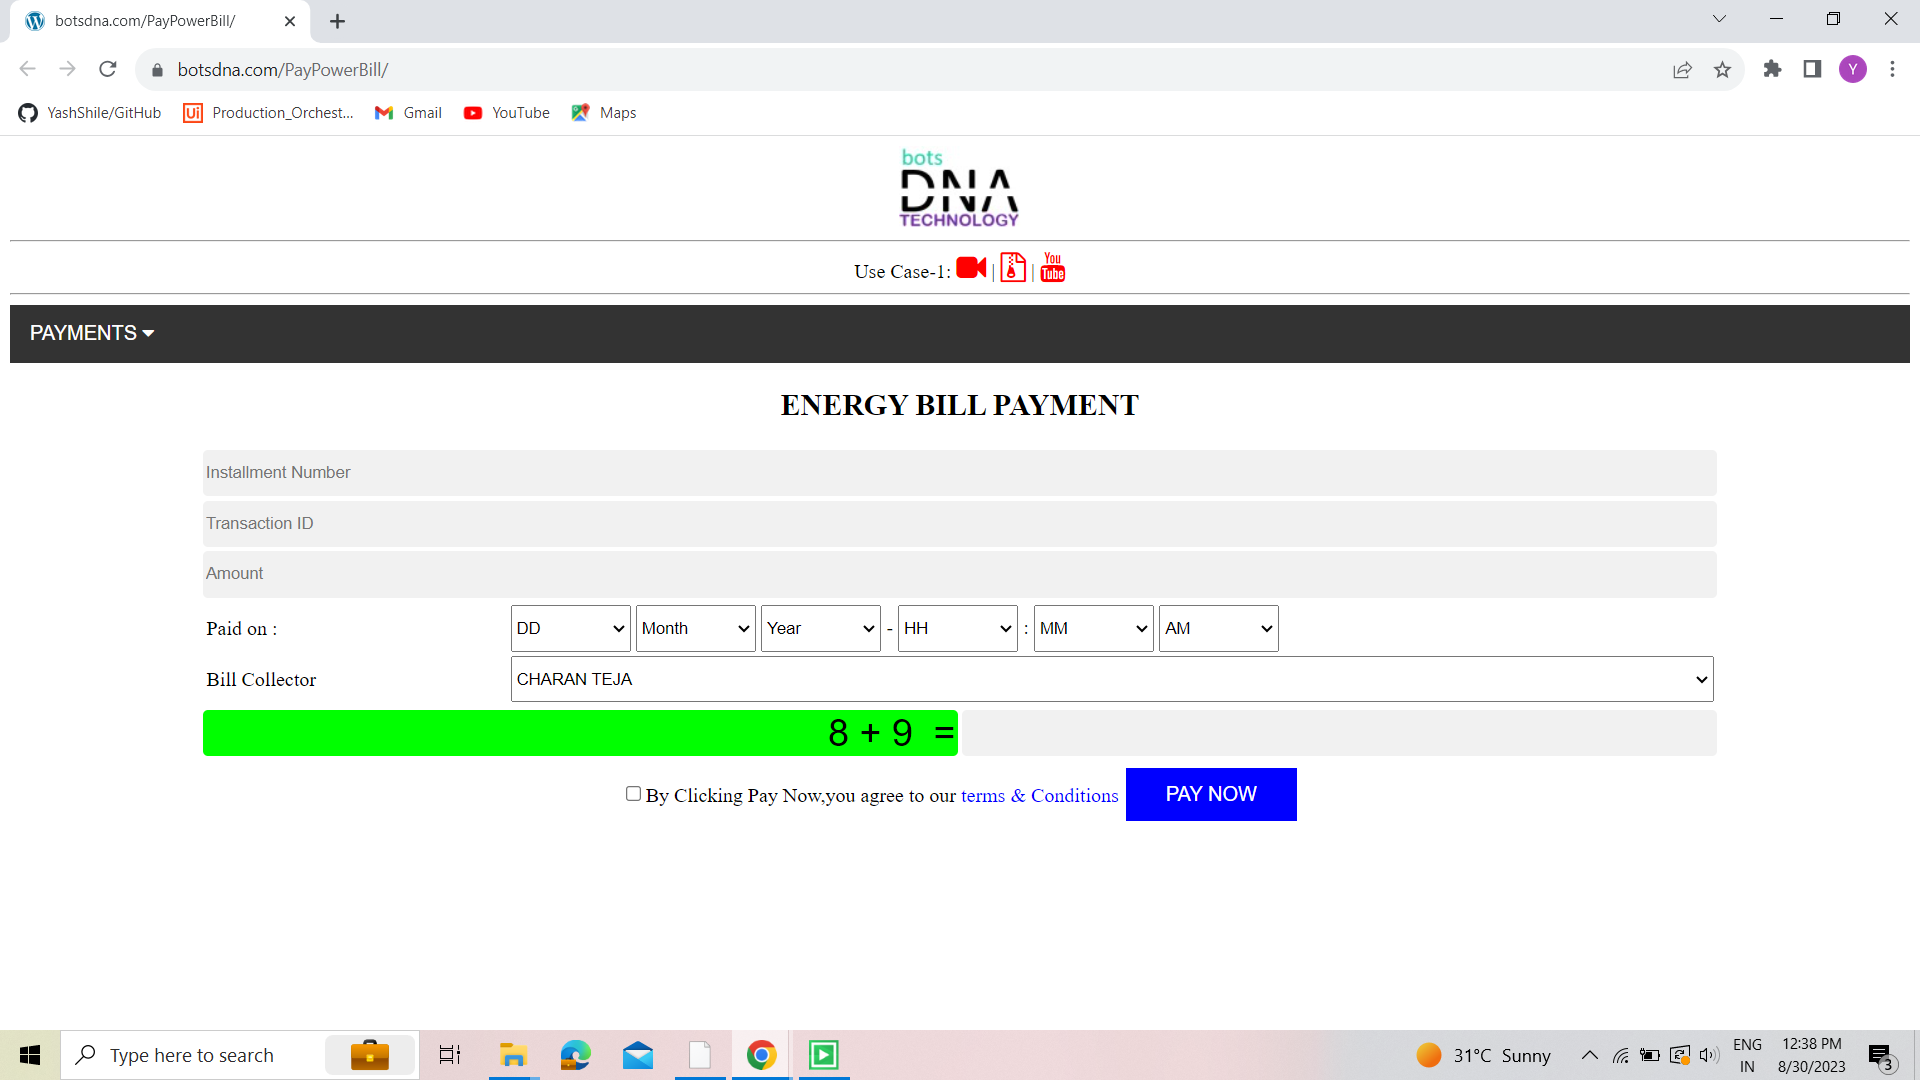 botsdna.com/PayPowerBill/
botsdna.com/PayPowerBill/
Y
YashShile/GitHub
Ui Production_Orchest...
Gmail
YouTube
Maps
bots
DNA
TECHNOLOGY
Use Case-1: | | You Tube
PAYMENTS
ENERGY BILL PAYMENT
Installment Number
Transaction ID
Amount
Paid on : DD Month Year - HH : MM AM
Bill Collector CHARAN TEJA
8 + 9 =
By Clicking Pay Now,you agree to our terms & Conditions PAY NOW
Type here to search
31°C Sunny
ENG
IN
12:38 PM
8/30/2023
3